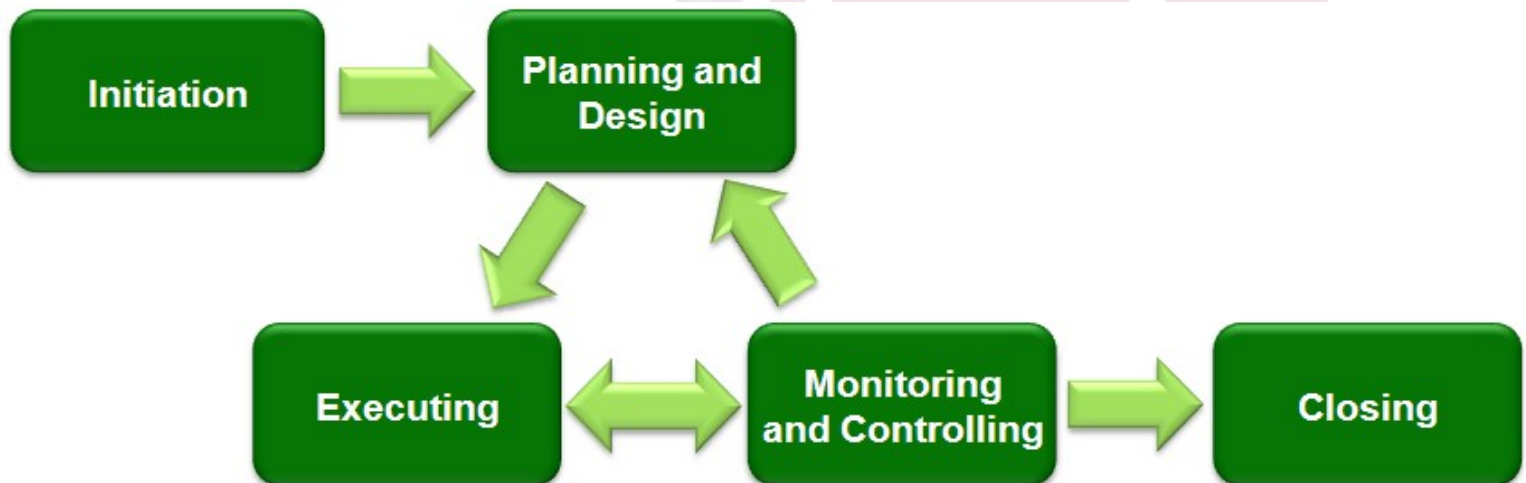 Initiation
Planning and
Design
Executing
Monitoring
and Controlling
Closing